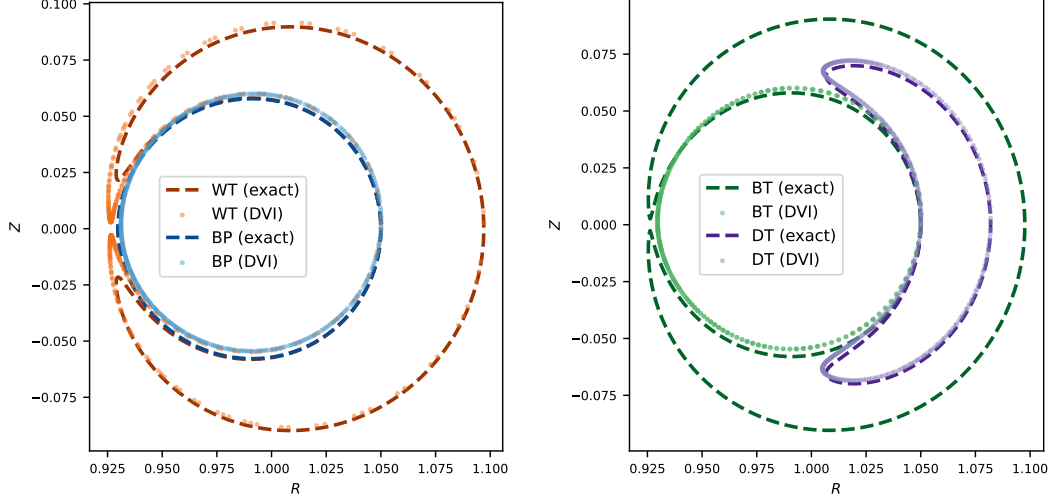 0.100
0.075
0.050
0.025
0.000
−0.025
−0.050
−0.075
Z
0.925 0.950 0.975 1.000 1.025 1.050 1.075 1.100
R
WT (exact)
WT (DVI)
BP (exact)
BP (DVI)
0.075
0.050
0.025
0.000
−0.025
−0.050
−0.075
Z
0.925 0.950 0.975 1.000 1.025 1.050 1.075 1.100
R
BT (exact)
BT (DVI)
DT (exact)
DT (DVI)